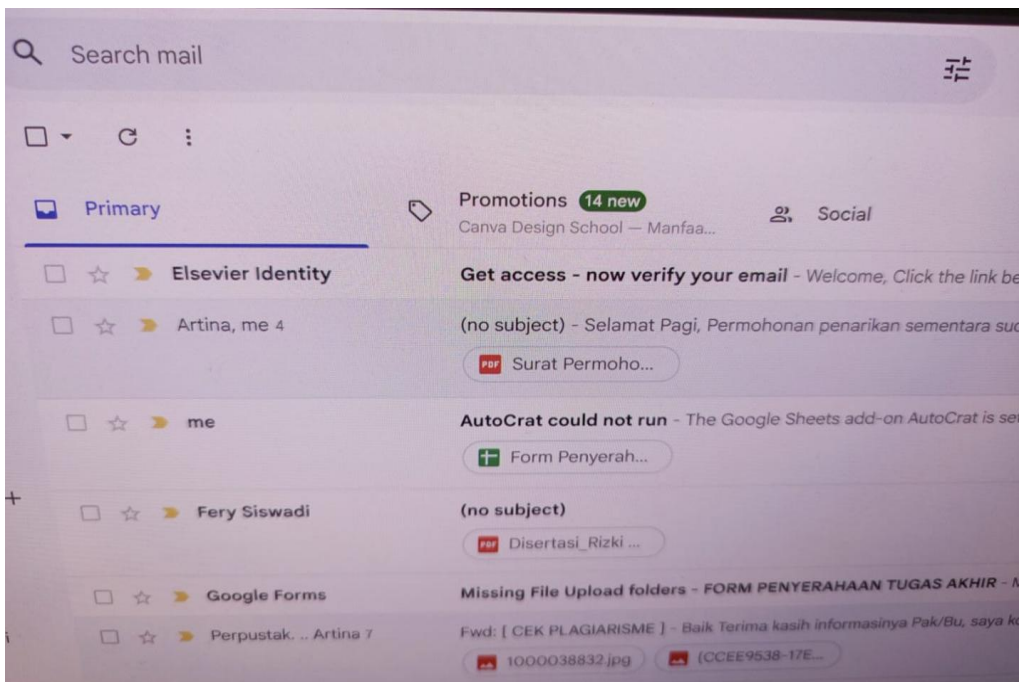 Search mail
Primary
Promotions 14 new
Canva Design School — Manfaa...
Social
Elsevier Identity Get access - now verify your email - Welcome, Click the link be
Artina, me 4 (no subject) - Selamat Pagi, Permohonan penarikan sementara
PDF Surat Permoho...
me AutoCrat could not run - The Google Sheets add-on AutoCrat is
Form Penyerah...
Fery Siswadi (no subject)
PDF Disertasi_Rizki ...
Google Forms Missing File Upload folders - FORM PENYERAHAAN TUGAS AKHIR -
Perpustak. .. Artina 7 Fwd: [ CEK PLAGIARISME ] - Baik Terima kasih informasinya Pak/Bu, saya
1000038832.jpg (CCEE9538-17E...